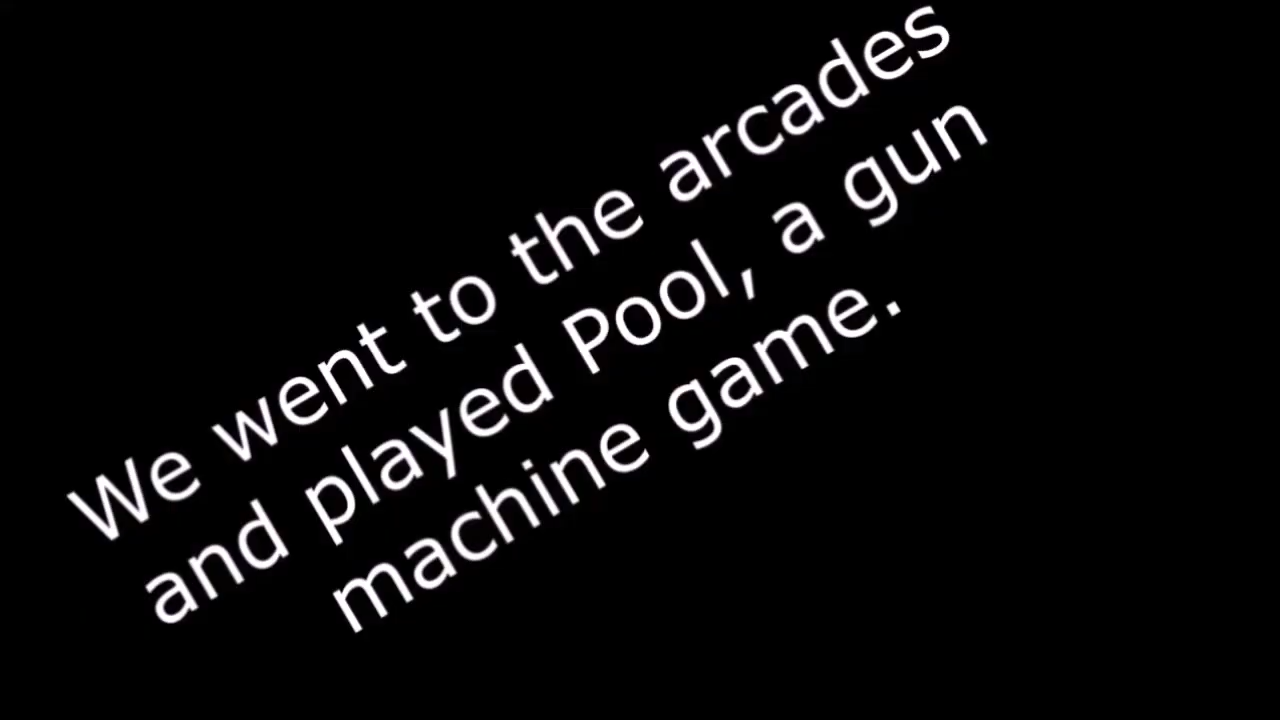 We went to the arcades
and played Pool, a gun
machine game.